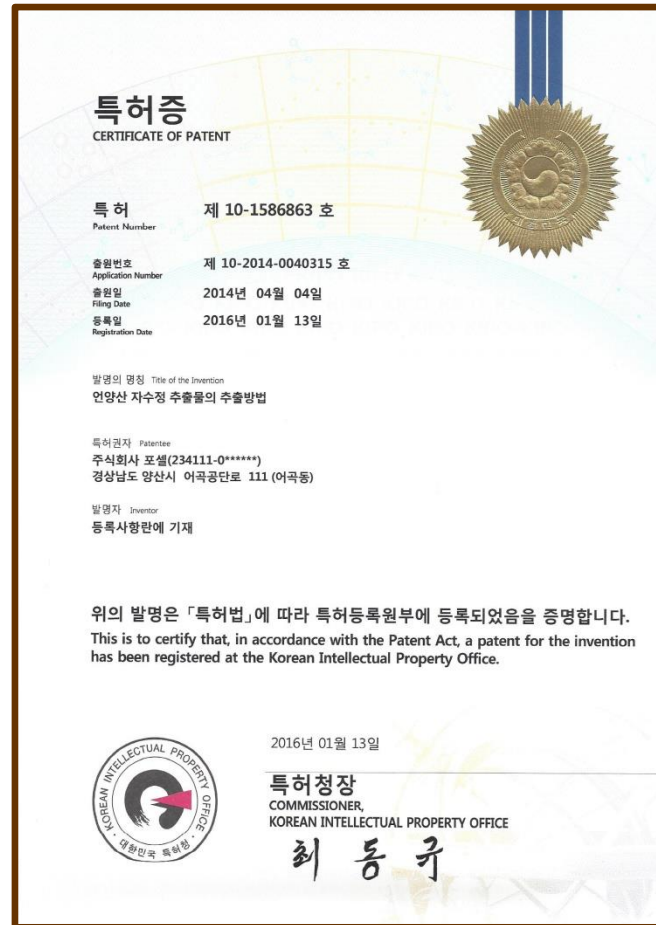 특허증
CERTIFICATE OF PATENT
특허 제 10-1586863 호
Patent Number
출원번호 제 10-2014-0040315 호
Application Number
출원일 2014년 04월 04일
Filing Date
등록일 2016년 01월 13일
Registration Date
발명의 명칭 Title of the Invention
언양산 자수정 추출물의 추출방법
특허권자 Patentee
주식회사 포셀(234111-0******)
경상남도 양산시 어곡공단로 111 (어곡동)
발명자 Inventor
등록사항란에 기재
위의 발명은 「특허법」에 따라 특허등록원부에 등록되었음을 증명합니다.
This is to certify that, in accordance with the Patent Act, a patent for the invention
has been registered at the Korean Intellectual Property Office.
2016년 01월 13일
특허청장
COMMISSIONER,
KOREAN INTELLECTUAL PROPERTY OFFICE
최동규
KOREAN INTELLECTUAL PROPERTY OFFICE
대한민국 특허청
대한민국